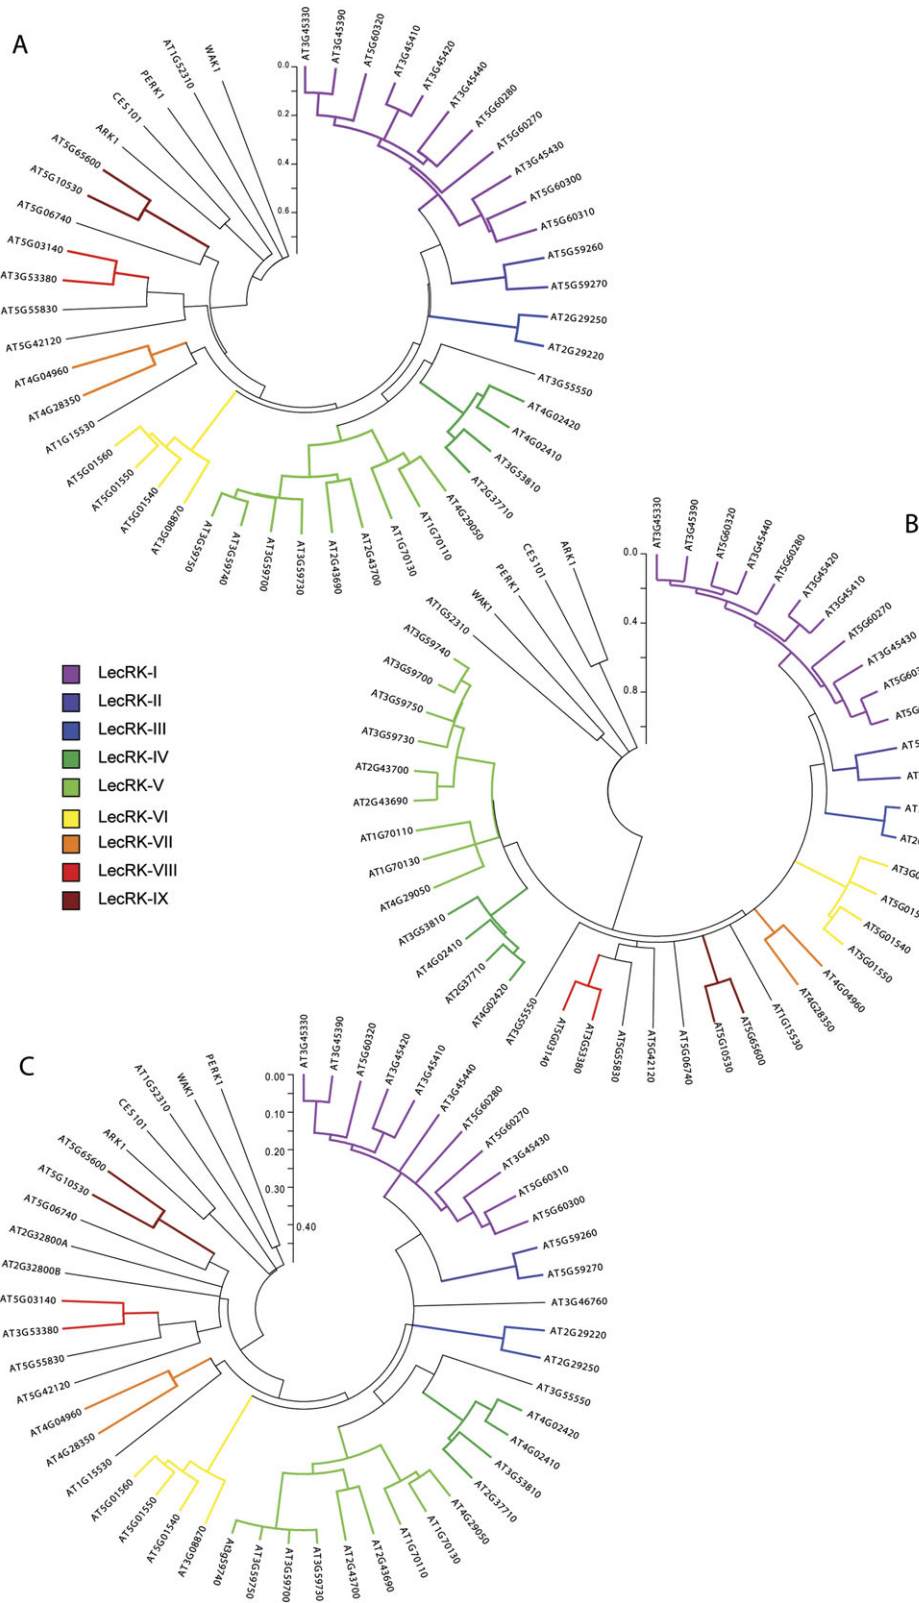 A
AT3G45330
AT3G45390
AT5G60320
AT3G45410
AT3G45420
AT3G45440
AT5G60280
AT5G60270
AT3G45430
AT5G60300
AT5G60310
AT5G59260
AT5G59270
AT2G29250
AT2G29220
AT3G55550
AT4G02420
AT4G02410
AT3G53810
AT2G37710
AT4G29050
AT1G70110
AT1G70130
AT2G43700
AT2G43690
AT3G59730
AT3G59700
AT3G59740
AT3G59750
AT3G08870
AT5G01540
AT5G01550
AT5G01560
AT1G15530
AT4G28350
AT4G04960
AT5G42120
AT5G55830
AT3G53380
AT5G03140
AT5G06740
AT5G10530
AT5G65600
ARK1
CES101
PERK1
AT1G52310
WAK1
0.0
0.2
0.4
0.6
B
AT3G45330
AT3G45390
AT5G60320
AT3G45440
AT5G60280
AT3G45420
AT3G45410
AT5G60270
AT3G45430
AT5G603
AT5G
AT5
AT
AT
AT2
AT3G0
AT5G015
AT5G01540
AT5G01550
AT4G04960
AT4G28350
AT1G15530
AT5G65600
AT5G10530
AT5G06740
AT5G42120
AT5G55830
AT3G53380
AT5G03140
AT3G55550
AT4G02420
AT2G37710
AT4G02410
AT3G53810
AT4G29050
AT1G70130
AT1G70110
AT2G43690
AT2G43700
AT3G59730
AT3G59750
AT3G59700
AT3G59740
AT1G52310
WAK1
PERK1
CES101
ARK1
0.0
0.4
0.8
LecRK-I
LecRK-II
LecRK-III
LecRK-IV
LecRK-V
LecRK-VI
LecRK-VII
LecRK-VIII
LecRK-IX
C
AT3G45330
AT3G45390
AT5G60320
AT3G45420
AT3G45410
AT3G45440
AT5G60280
AT5G60270
AT3G45430
AT5G60310
AT5G60300
AT5G59260
AT5G59270
AT3G46760
AT2G29220
AT2G29250
AT3G55550
AT4G02420
AT4G02410
AT3G53810
AT2G37710
AT4G29050
AT1G70130
AT1G70110
AT2G43690
AT2G43700
AT3G59730
AT3G59700
AT3G59750
At3g59740
AT3G08870
AT5G01540
AT5G01550
AT5G01560
AT1G15530
AT4G28350
AT4G04960
AT5G42120
AT5G55830
AT3G53380
AT5G03140
AT2G32800B
AT2G32800A
AT5G06740
AT5G10530
AT5G65600
ARK1
CES101
AT1G52310
WAK1
PERK1
0.00
0.10
0.20
0.30
0.40